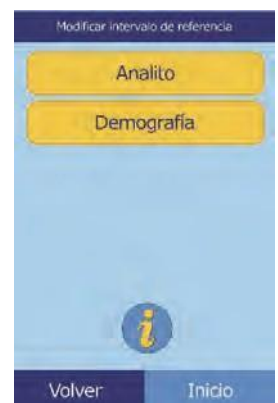 Modificar intervalo de referencia
Analito
Demografía
i
Volver Inicio